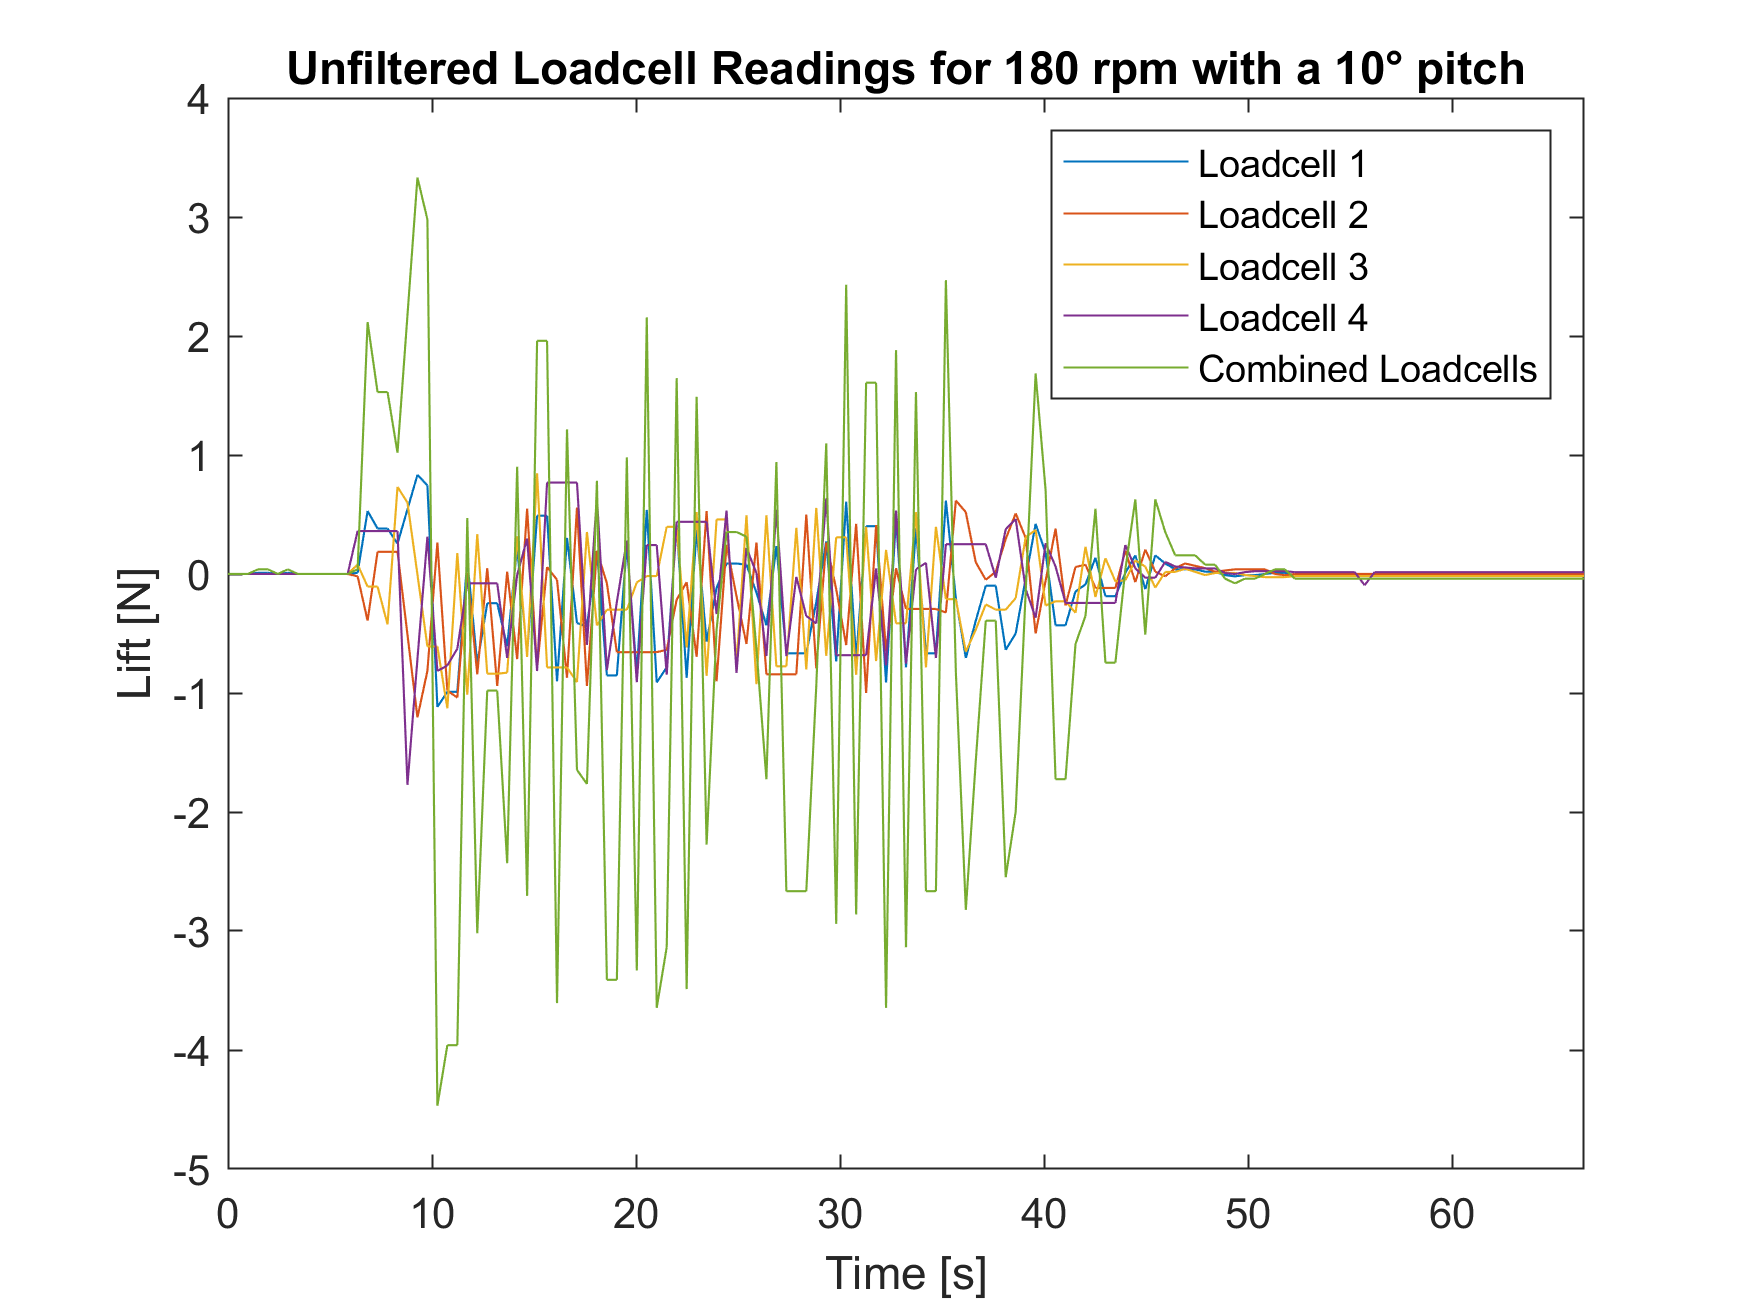 Unfiltered Loadcell Readings for 180 rpm with a 10° pitch
4
3
2
1
0
-1
-2
-3
-4
-5
Lift [N]
Loadcell 1
Loadcell 2
Loadcell 3
Loadcell 4
Combined Loadcells
0 10 20 30 40 50 60
Time [s]